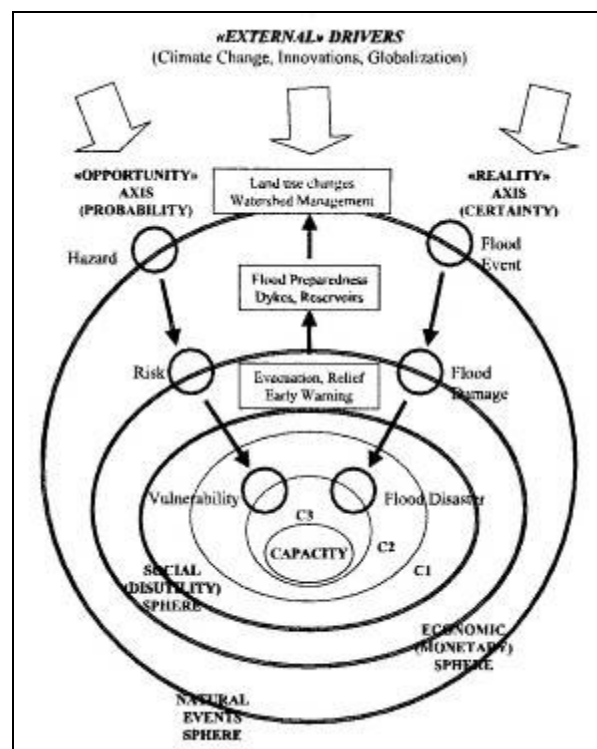 «EXTERNAL» DRIVERS
(Climate Change, Innovations, Globalization)
«OPPORTUNITY»
AXIS
(PROBABILITY)
Land use changes
Watershed Management
«REALITY»
AXIS
(CERTAINTY)
Hazard
Flood
Event
Flood Preparedness
Dykes, Reservoirs
Risk
Evacuation, Relief
Early Warning
Flood
Damage
Vulnerability
Flood Disaster
C3
CAPACITY
C2
C1
SOCIAL
(DISUTILITY)
SPHERE
ECONOMIC
(MONETARY)
SPHERE
NATURAL
EVENTS
SPHERE